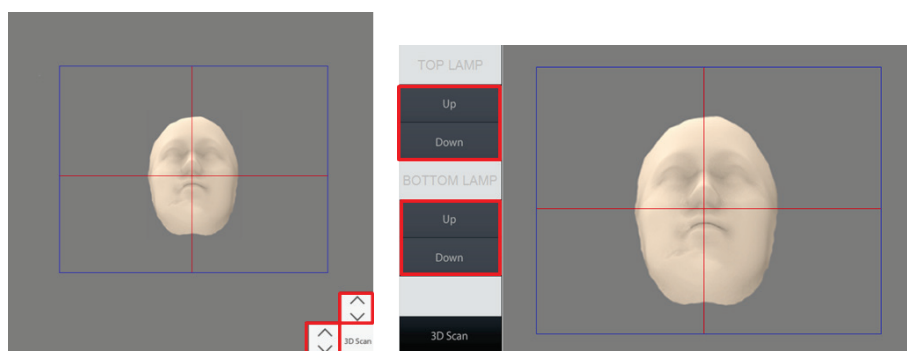 3D Scan
TOP LAMP
Up
Down
BOTTOM LAMP
Up
Down
3D Scan